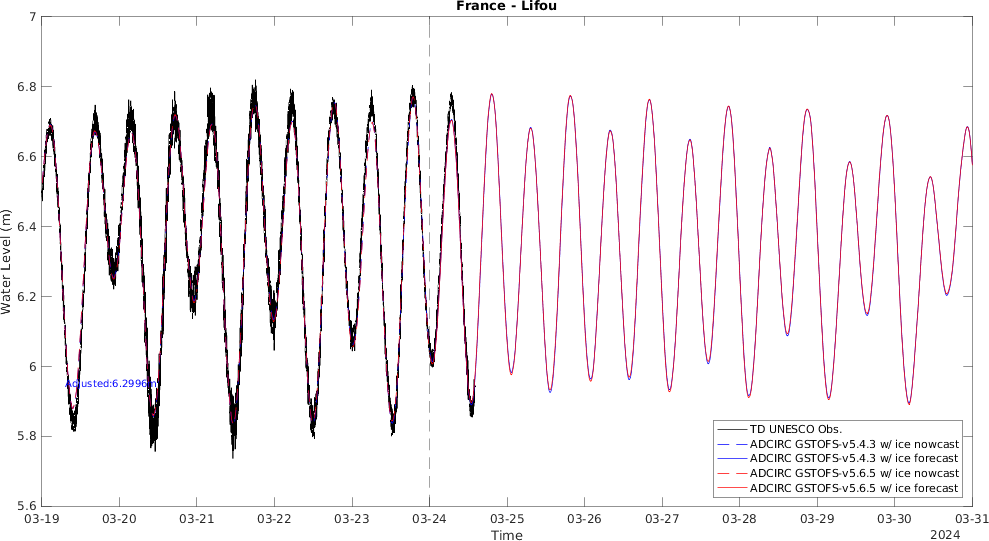 France - Lifou
Water Level (m)
7
6.8
6.6
6.4
6.2
6
5.8
5.6
Adjusted:6.2996m
TD UNESCO Obs.
ADCIRC GSTOFS-v5.4.3 w/ ice nowcast
ADCIRC GSTOFS-v5.4.3 w/ ice forecast
ADCIRC GSTOFS-v5.6.5 w/ ice nowcast
ADCIRC GSTOFS-v5.6.5 w/ ice forecast
03-19 03-20 03-21 03-22 03-23 03-24 03-25 03-26 03-27 03-28 03-29 03-30 03-31
Time
2024